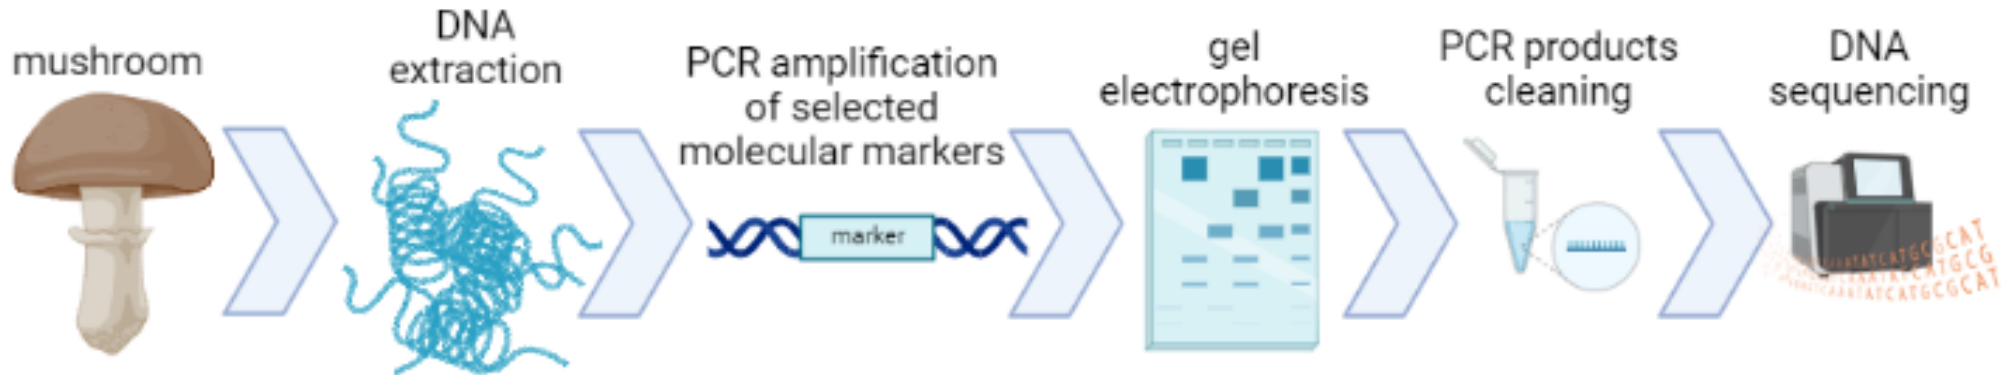 mushroom
DNA
extraction
PCR amplification
of selected
molecular markers
marker
gel
electrophoresis
PCR products
cleaning
DNA
sequencing